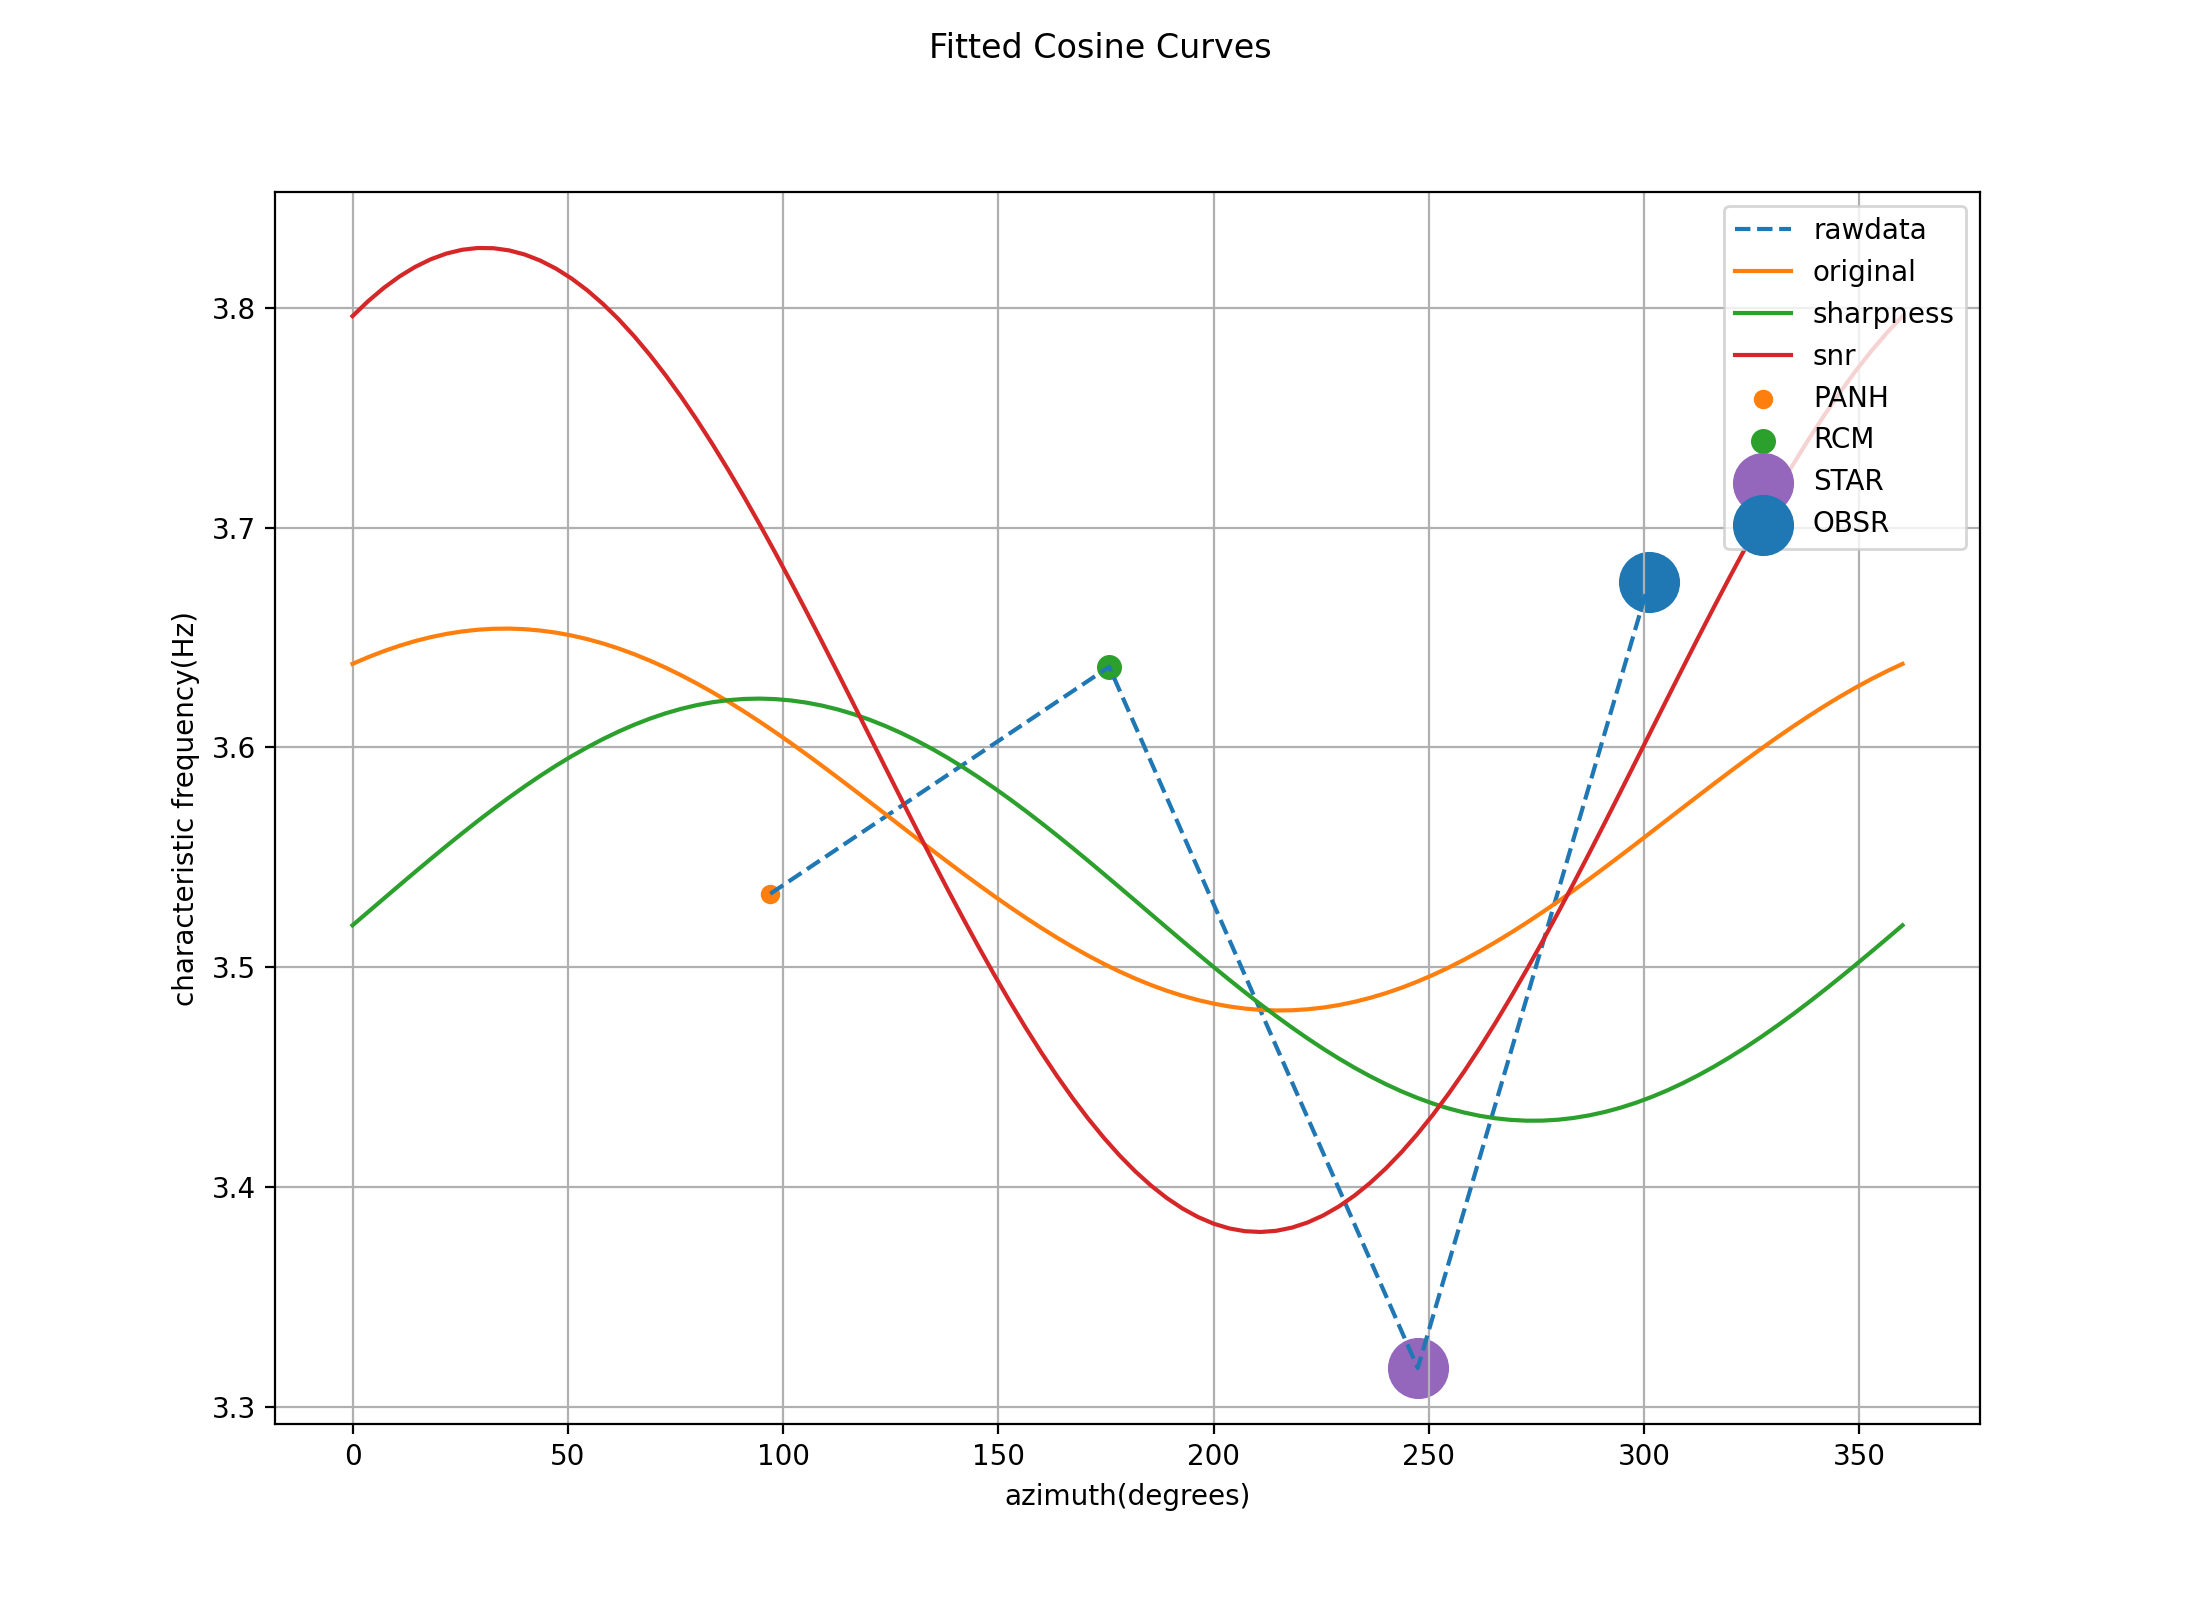 Fitted Cosine Curves
characteristic frequency(Hz)
3.8
3.7
3.6
3.5
3.4
3.3
rawdata
original
sharpness
snr
PANH
RCM
STAR
OBSR
0 50 100 150 200 250 300 350
azimuth(degrees)